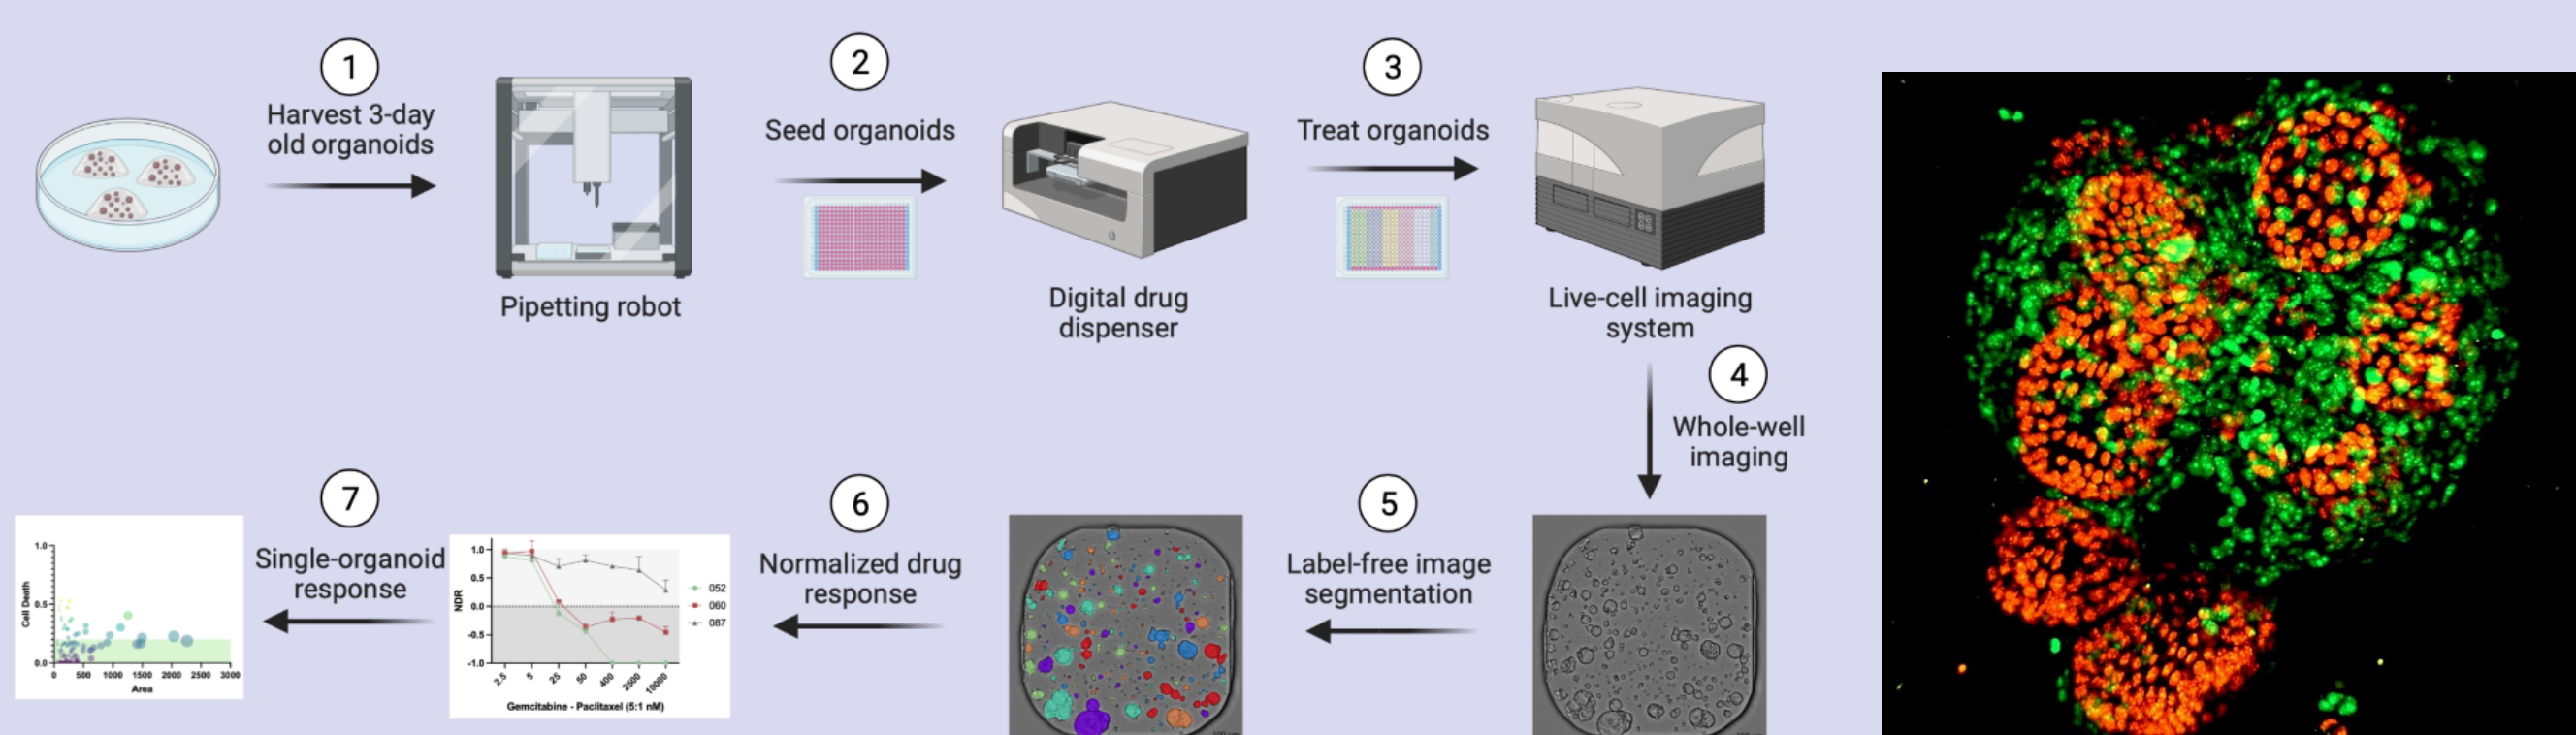 1
Harvest 3-day
old organoids
Pipetting robot
2
Seed organoids
Digital drug
dispenser
3
Treat organoids
Live-cell imaging
system
4
Whole-well
imaging
5
Label-free image
segmentation
6
Normalized drug
response
NDR
1.0
0.5
0.0
-0.5
-1.0
2.5 5 25 50 400 2500 10000
Gemcitabine - Paclitaxel (5:1 nM)
052
060
087
7
Single-organoid
response
Cell Death
1.0
0.5
0.0
0 500 1000 1500 2000 2500 3000
Area